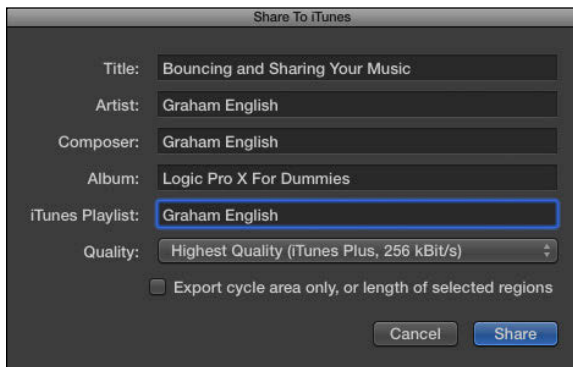 Share To iTunes
Title: Bouncing and Sharing Your Music
Artist: Graham English
Composer: Graham English
Album: Logic Pro X For Dummies
iTunes Playlist: Graham English
Quality: Highest Quality (iTunes Plus, 256 kBit/s)
Export cycle area only, or length of selected regions
Cancel Share